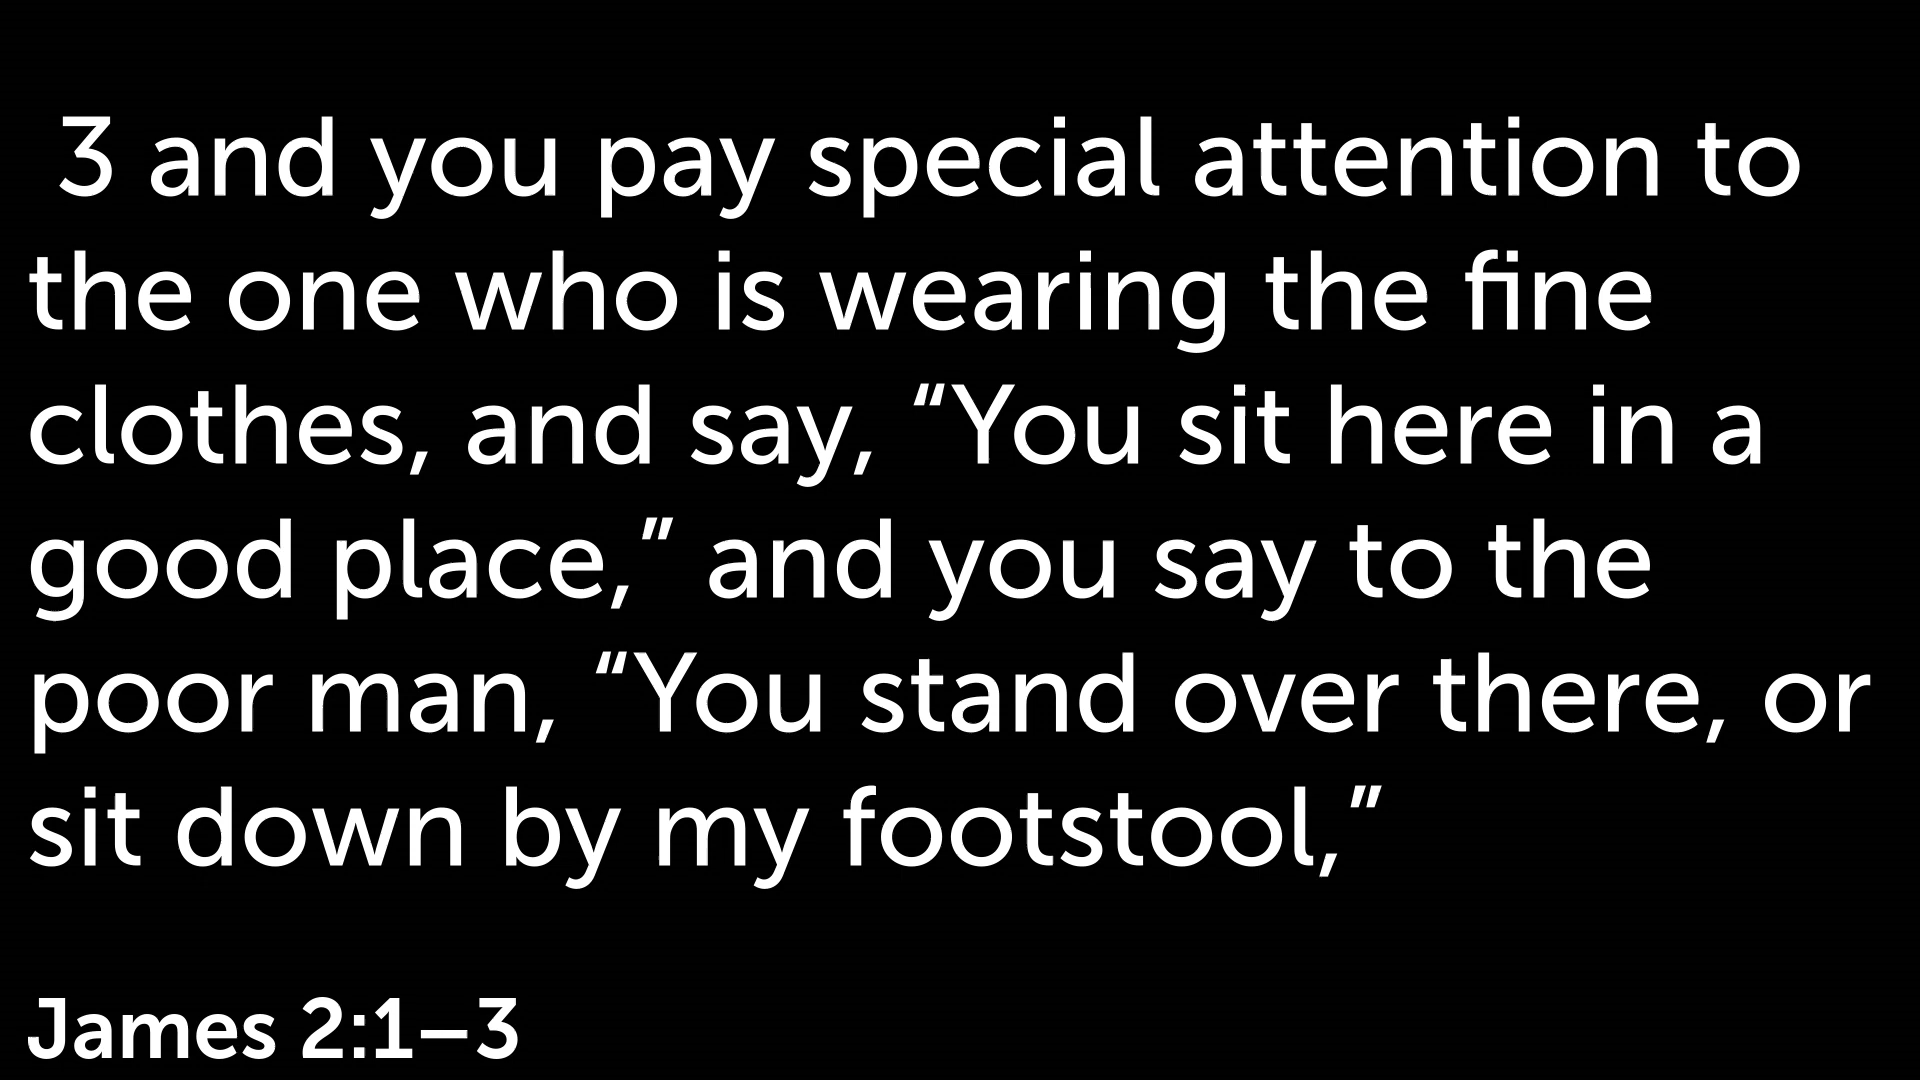 3 and you pay special attention to
the one who is wearing the fine
clothes, and say, “You sit here in a
good place,” and you say to the
poor man, “You stand over there, or
sit down by my footstool,”
James 2:1–3